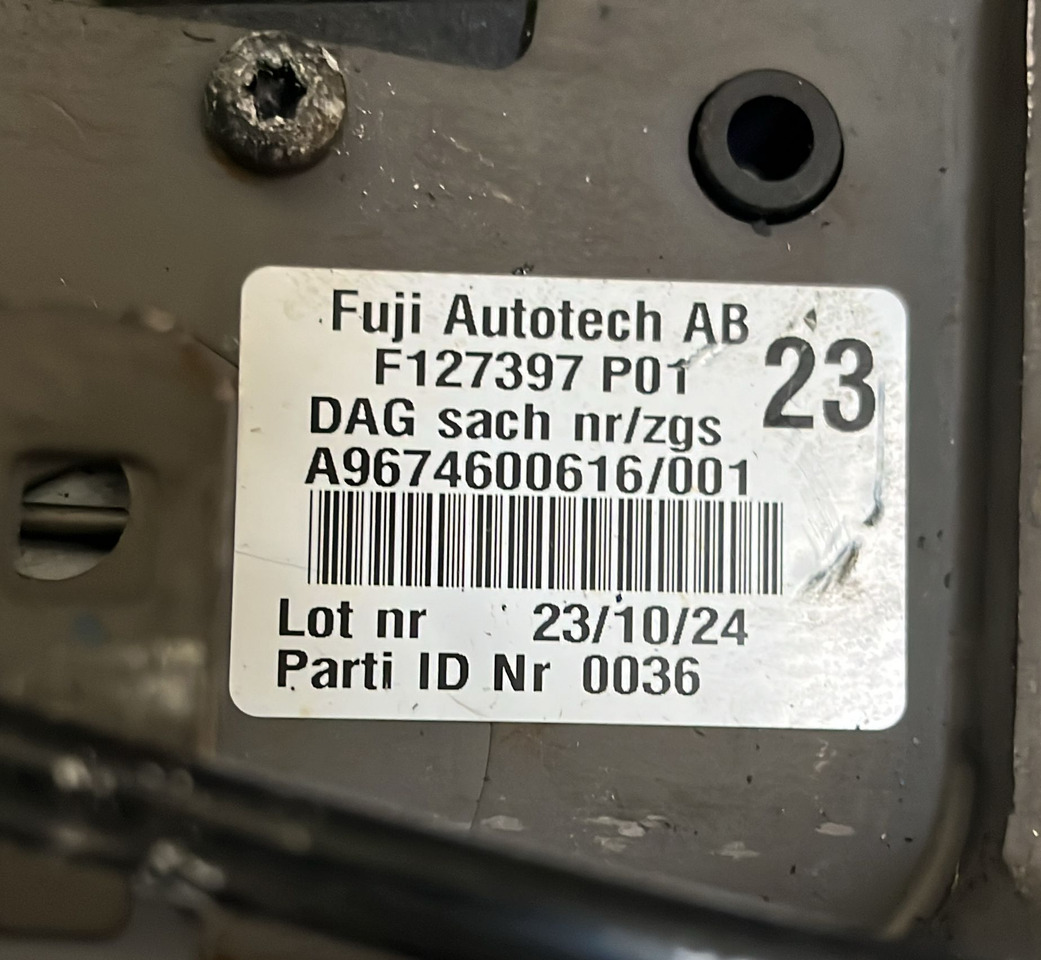 Fuji Autotech AB
F127397 P01
23
DAG sach nr/zgs
A9674600616/001
Lot nr 23/10/24
Parti ID Nr 0036